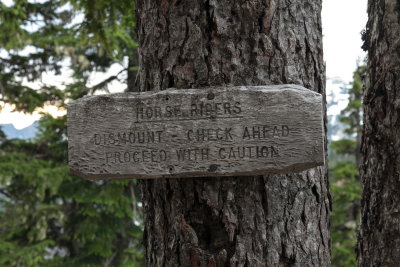 HORSE RIDERS
DISMOUNT - CHECK AHEAD
PROCEED WITH CAUTION